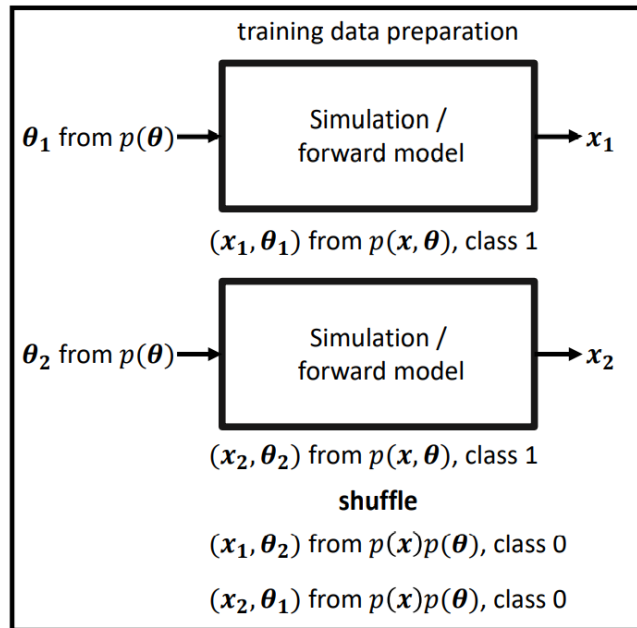 training data preparation
θ₁ from p(θ)
Simulation /
forward model
x₁
(x₁, θ₁) from p(x, θ), class 1
θ₂ from p(θ)
Simulation /
forward model
x₂
(x₂, θ₂) from p(x, θ), class 1
shuffle
(x₁, θ₂) from p(x)p(θ), class 0
(x₂, θ₁) from p(x)p(θ), class 0